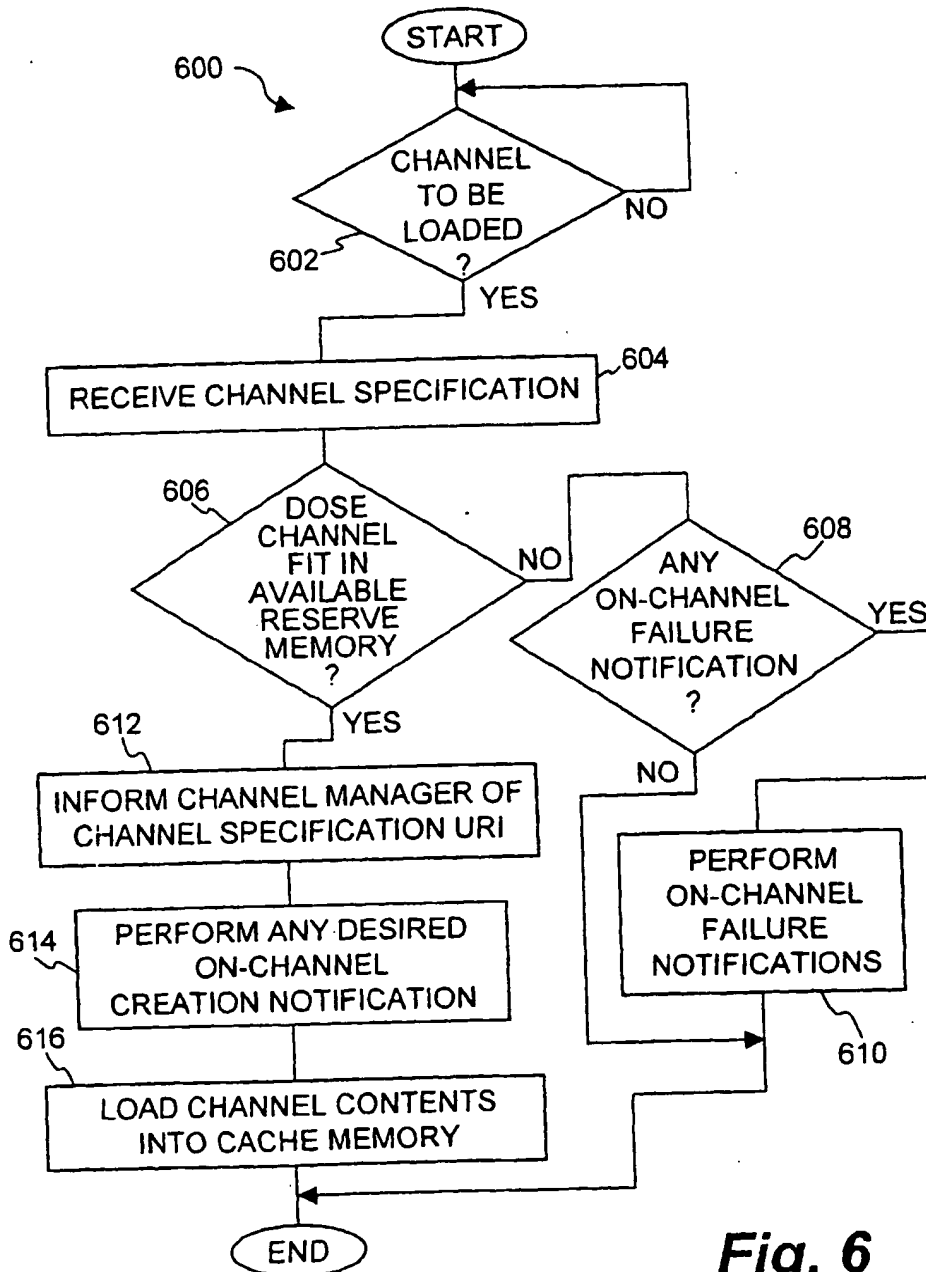 START
600
CHANNEL
TO BE
LOADED
?
602
NO
YES
604
RECEIVE CHANNEL SPECIFICATION
606
DOSE
CHANNEL
FIT IN
AVAILABLE
RESERVE
MEMORY
?
NO
YES
608
ANY
ON-CHANNEL
FAILURE
NOTIFICATION
?
YES
NO
612
INFORM CHANNEL MANAGER OF
CHANNEL SPECIFICATION URI
PERFORM
ON-CHANNEL
FAILURE
NOTIFICATIONS
610
614
PERFORM ANY DESIRED
ON-CHANNEL
CREATION NOTIFICATION
616
LOAD CHANNEL CONTENTS
INTO CACHE MEMORY
END
Fig. 6